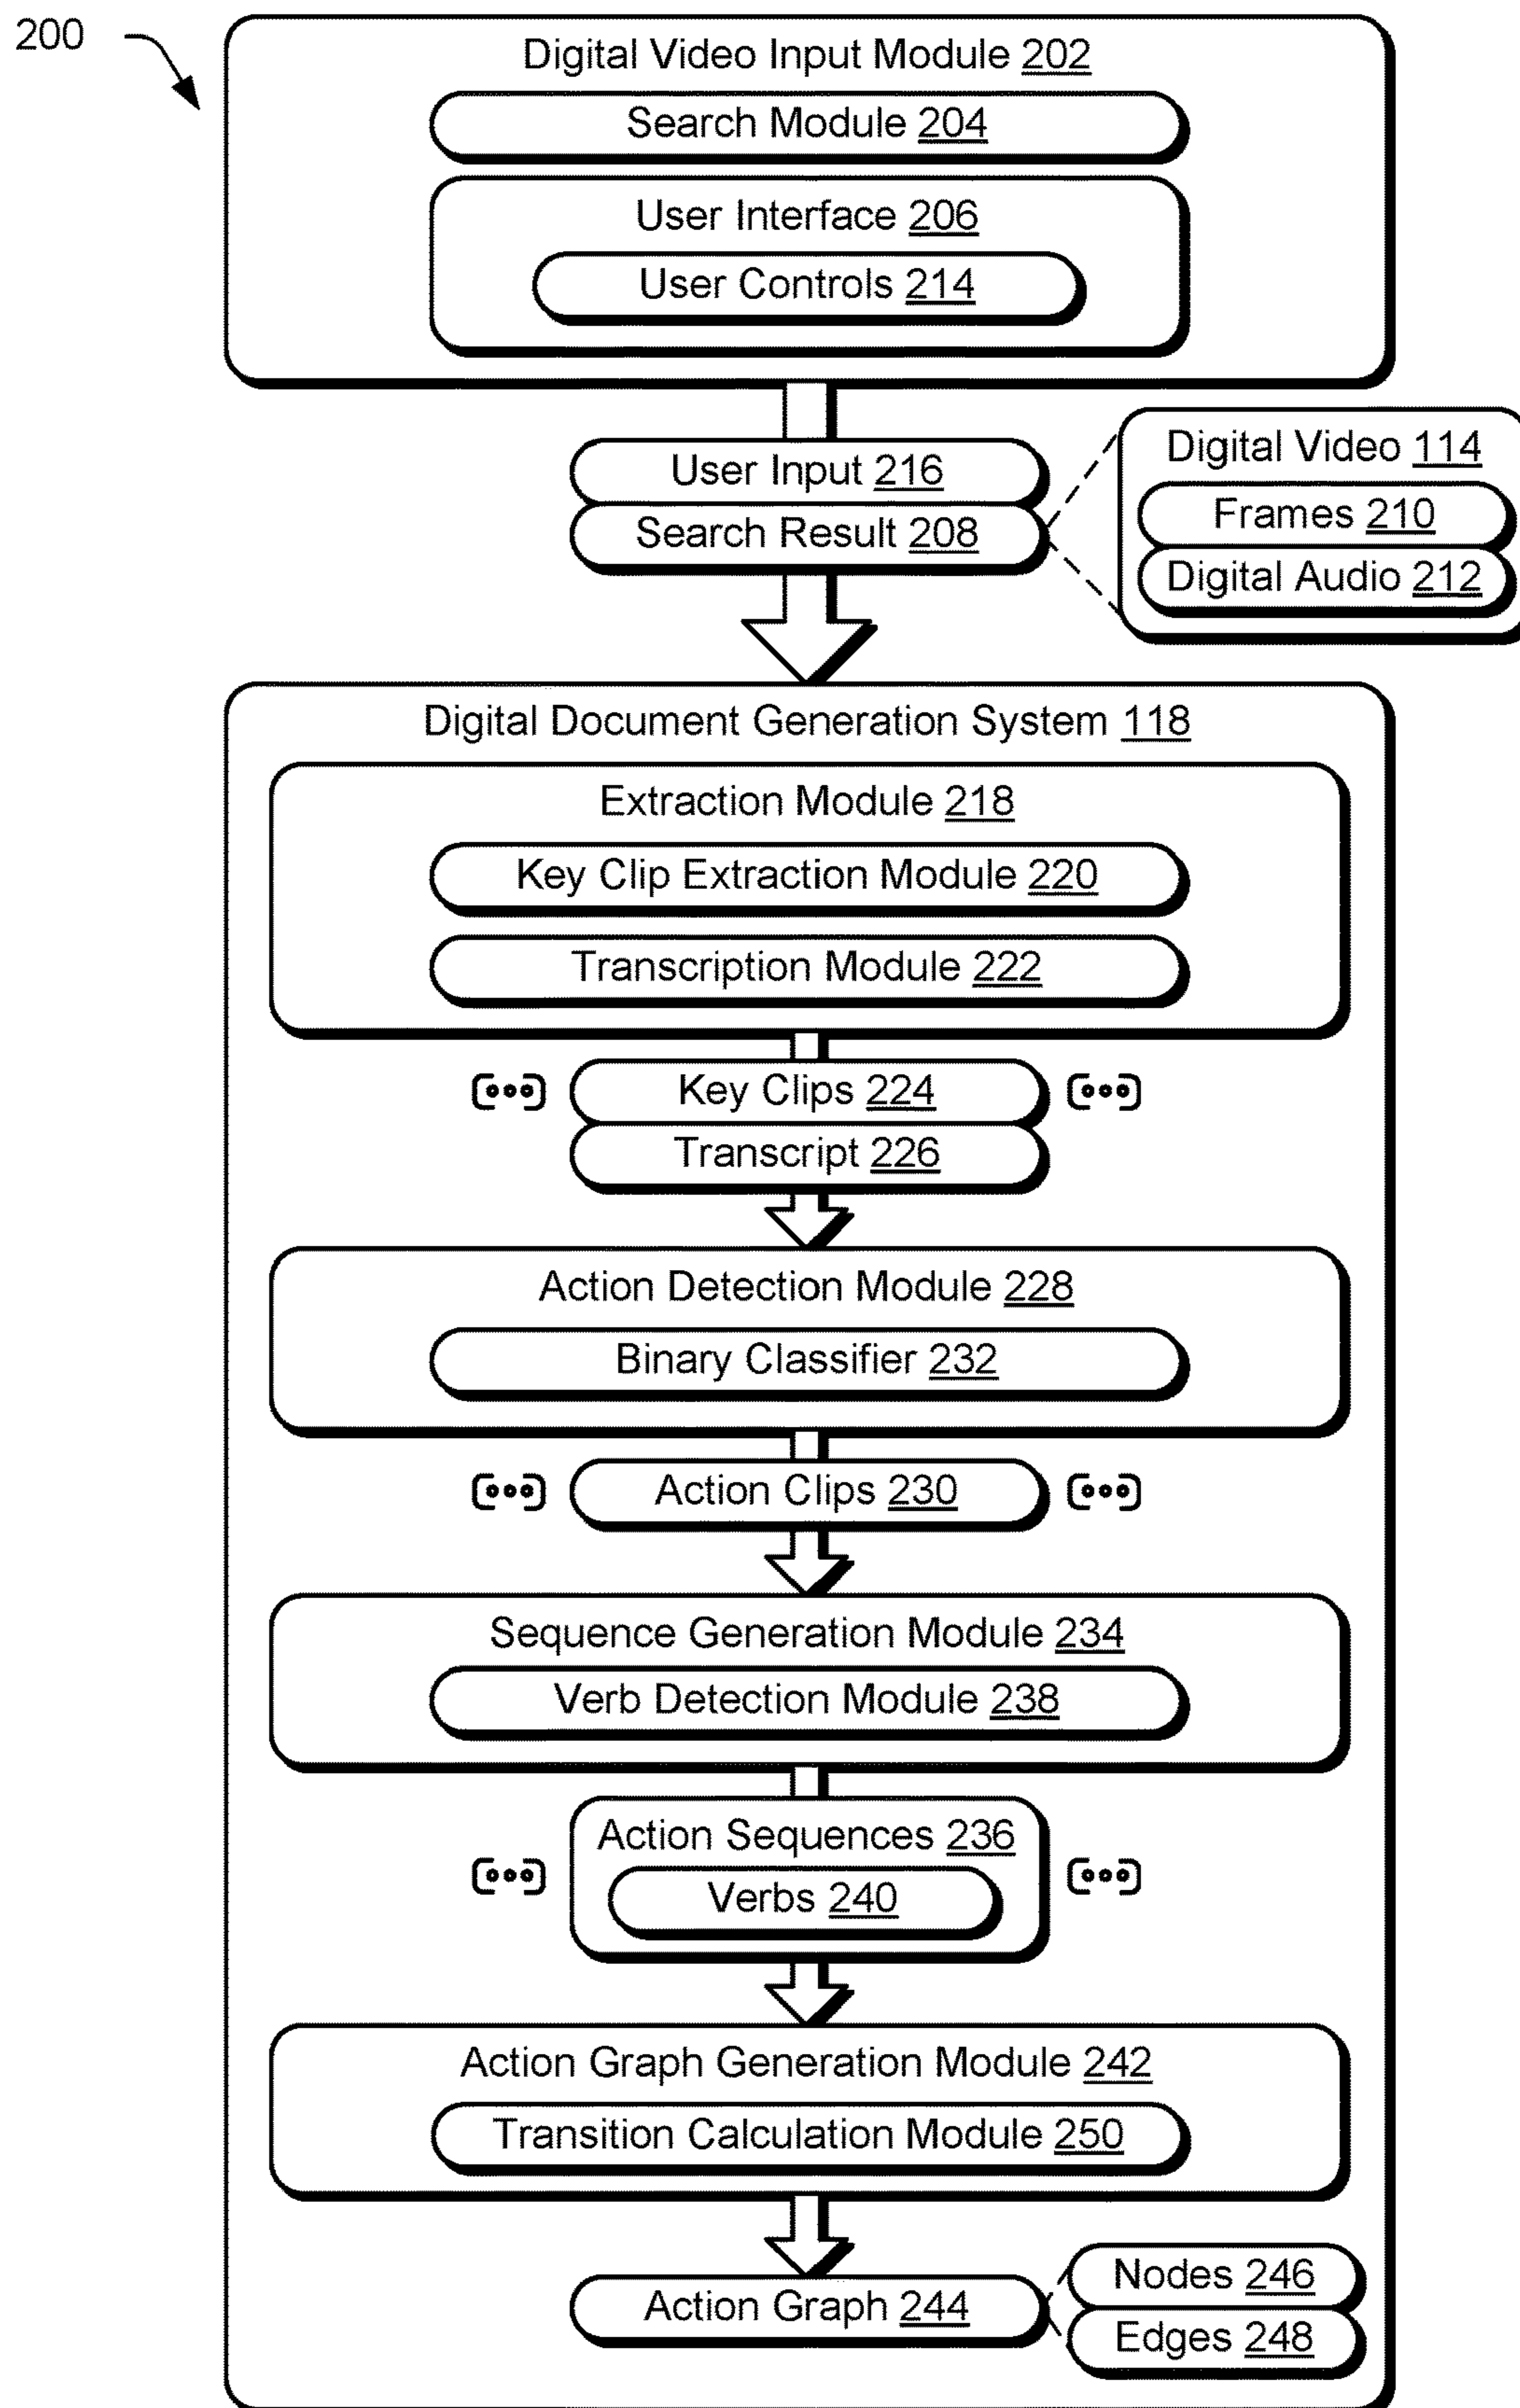 200
Digital Video Input Module 202
Search Module 204
User Interface 206
User Controls 214
User Input 216
Search Result 208
Digital Video 114
Frames 210
Digital Audio 212
Digital Document Generation System 118
Extraction Module 218
Key Clip Extraction Module 220
Transcription Module 222
Key Clips 224
Transcript 226
Action Detection Module 228
Binary Classifier 232
Action Clips 230
Sequence Generation Module 234
Verb Detection Module 238
Action Sequences 236
Verbs 240
Action Graph Generation Module 242
Transition Calculation Module 250
Action Graph 244
Nodes 246
Edges 248